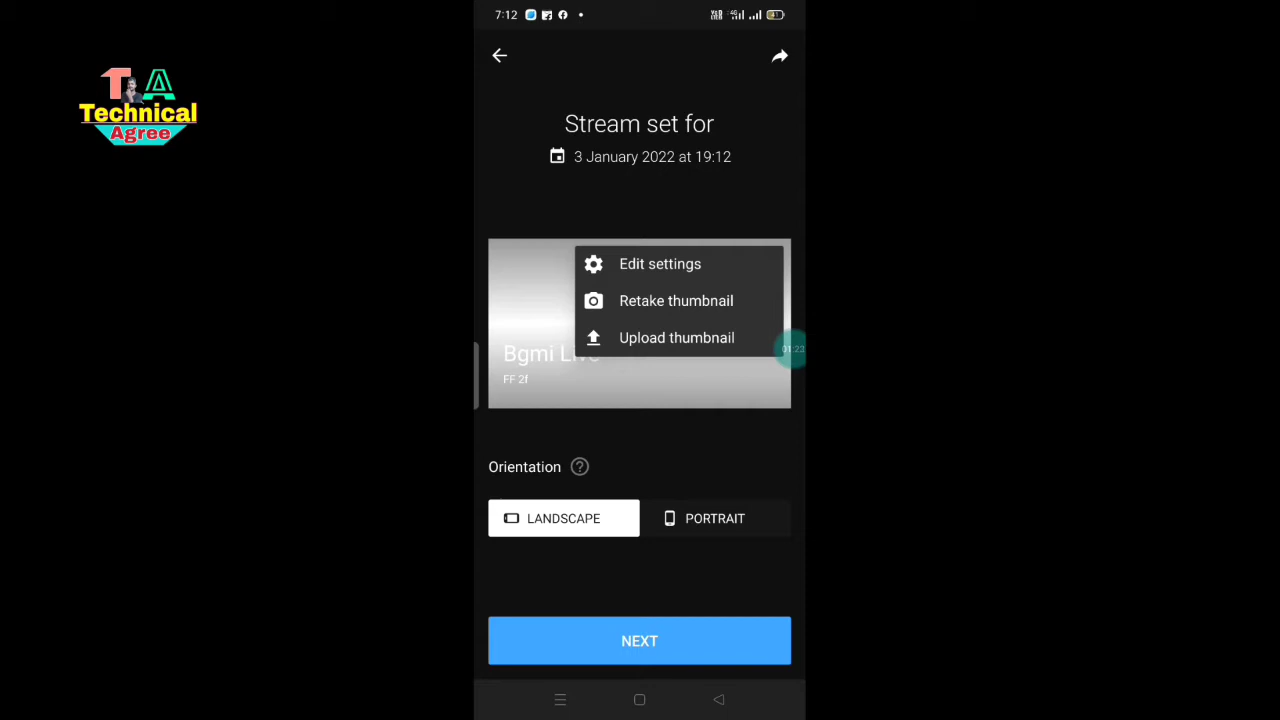 7:12
TA
Technical
Agree
Stream set for
3 January 2022 at 19:12
Edit settings
Retake thumbnail
Upload thumbnail
01:23
Bgmi Live
FF 2f
Orientation
LANDSCAPE
PORTRAIT
NEXT